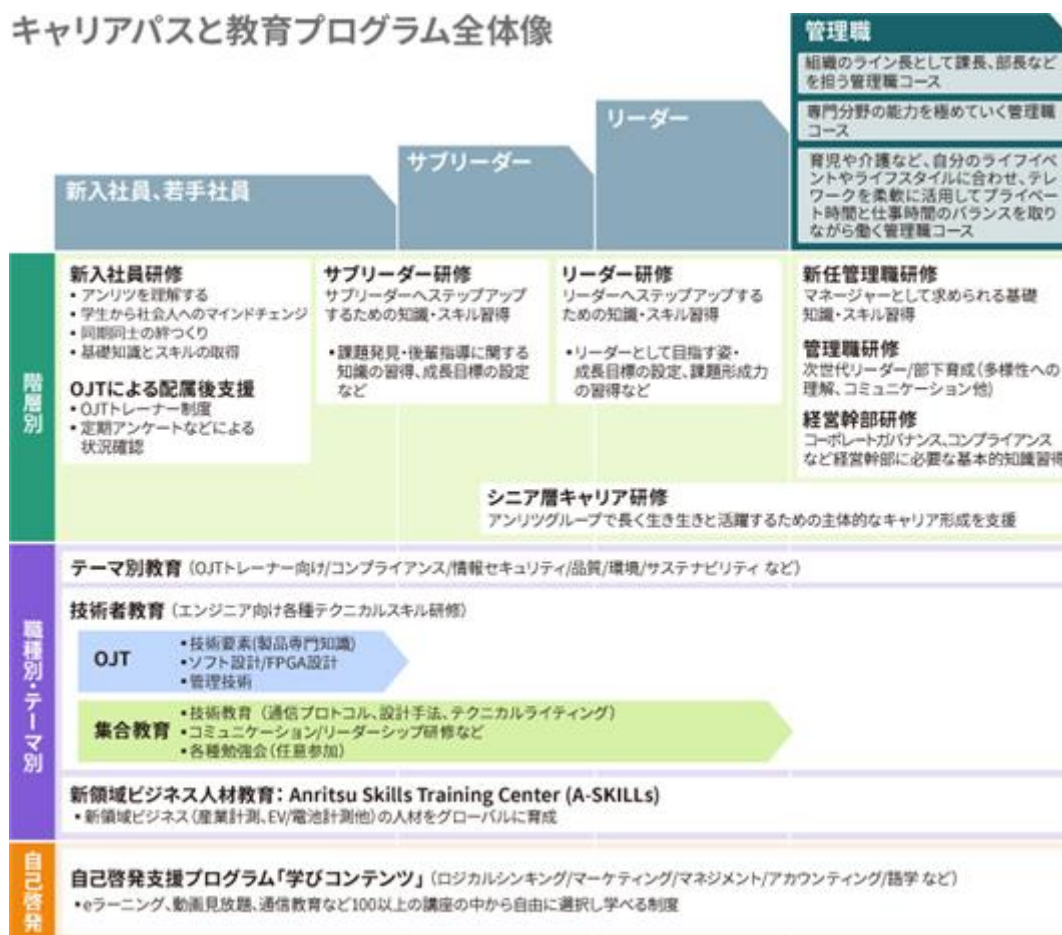 キャリアパスと教育プログラム全体像
管理職
組織のライン長として課長、部長など
を担う管理職コース
専門分野の能力を極めていく管理職
コース
育児や介護など、自分のライフイベ
ントやライフスタイルに合わせ、テレ
ワークを柔軟に活用してプライベー
ト時間と仕事時間のバランスを取り
ながら働く管理職コース
リーダー
サブリーダー
新入社員、若手社員
階層別
新入社員研修
• アンリツを理解する
• 学生から社会人へのマインドチェンジ
• 同期同士の絆つくり
• 基礎知識とスキルの取得
OJTによる配属後支援
• OJTトレーナー制度
• 定期アンケートなどによる
状況確認
サブリーダー研修
サブリーダーへステップアップ
するための知識・スキル習得
• 課題発見・後輩指導に関する
知識の習得、成長目標の設定
など
リーダー研修
リーダーへステップアップする
ための知識・スキル習得
• リーダーとして目指す姿・
成長目標の設定、課題形成力
の習得など
新任管理職研修
マネージャーとして求められる基礎
知識・スキル習得
管理職研修
次世代リーダー/部下育成(多様性への
理解、コミュニケーション他)
経営幹部研修
コーポレートガバナンス、コンプライアンス
など経営幹部に必要な基本的知識習得
シニア層キャリア研修
アンリツグループで長く生き生きと活躍するための主体的なキャリア形成を支援
職種別・テーマ別
テーマ別教育 (OJTトレーナー向け/コンプライアンス/情報セキュリティ/品質/環境/サステナビリティ など)
技術者教育 (エンジニア向け各種テクニカルスキル研修)
OJT
• 技術要素(製品専門知識)
• ソフト設計/FPGA設計
• 管理技術
集合教育
• 技術教育 (通信プロトコル、設計手法、テクニカルライティング)
• コミュニケーション/リーダーシップ研修など
• 各種勉強会(任意参加)
新領域ビジネス人材教育: Anritsu Skills Training Center (A-SKILLs)
• 新領域ビジネス(産業計測、EV/電池計測他)の人材をグローバルに育成
自己啓発
自己啓発支援プログラム「学びコンテンツ」 (ロジカルシンキング/マーケティング/マネジメント/アカウンティング/語学 など)
• eラーニング、動画見放題、通信教育など100以上の講座の中から自由に選択し学べる制度